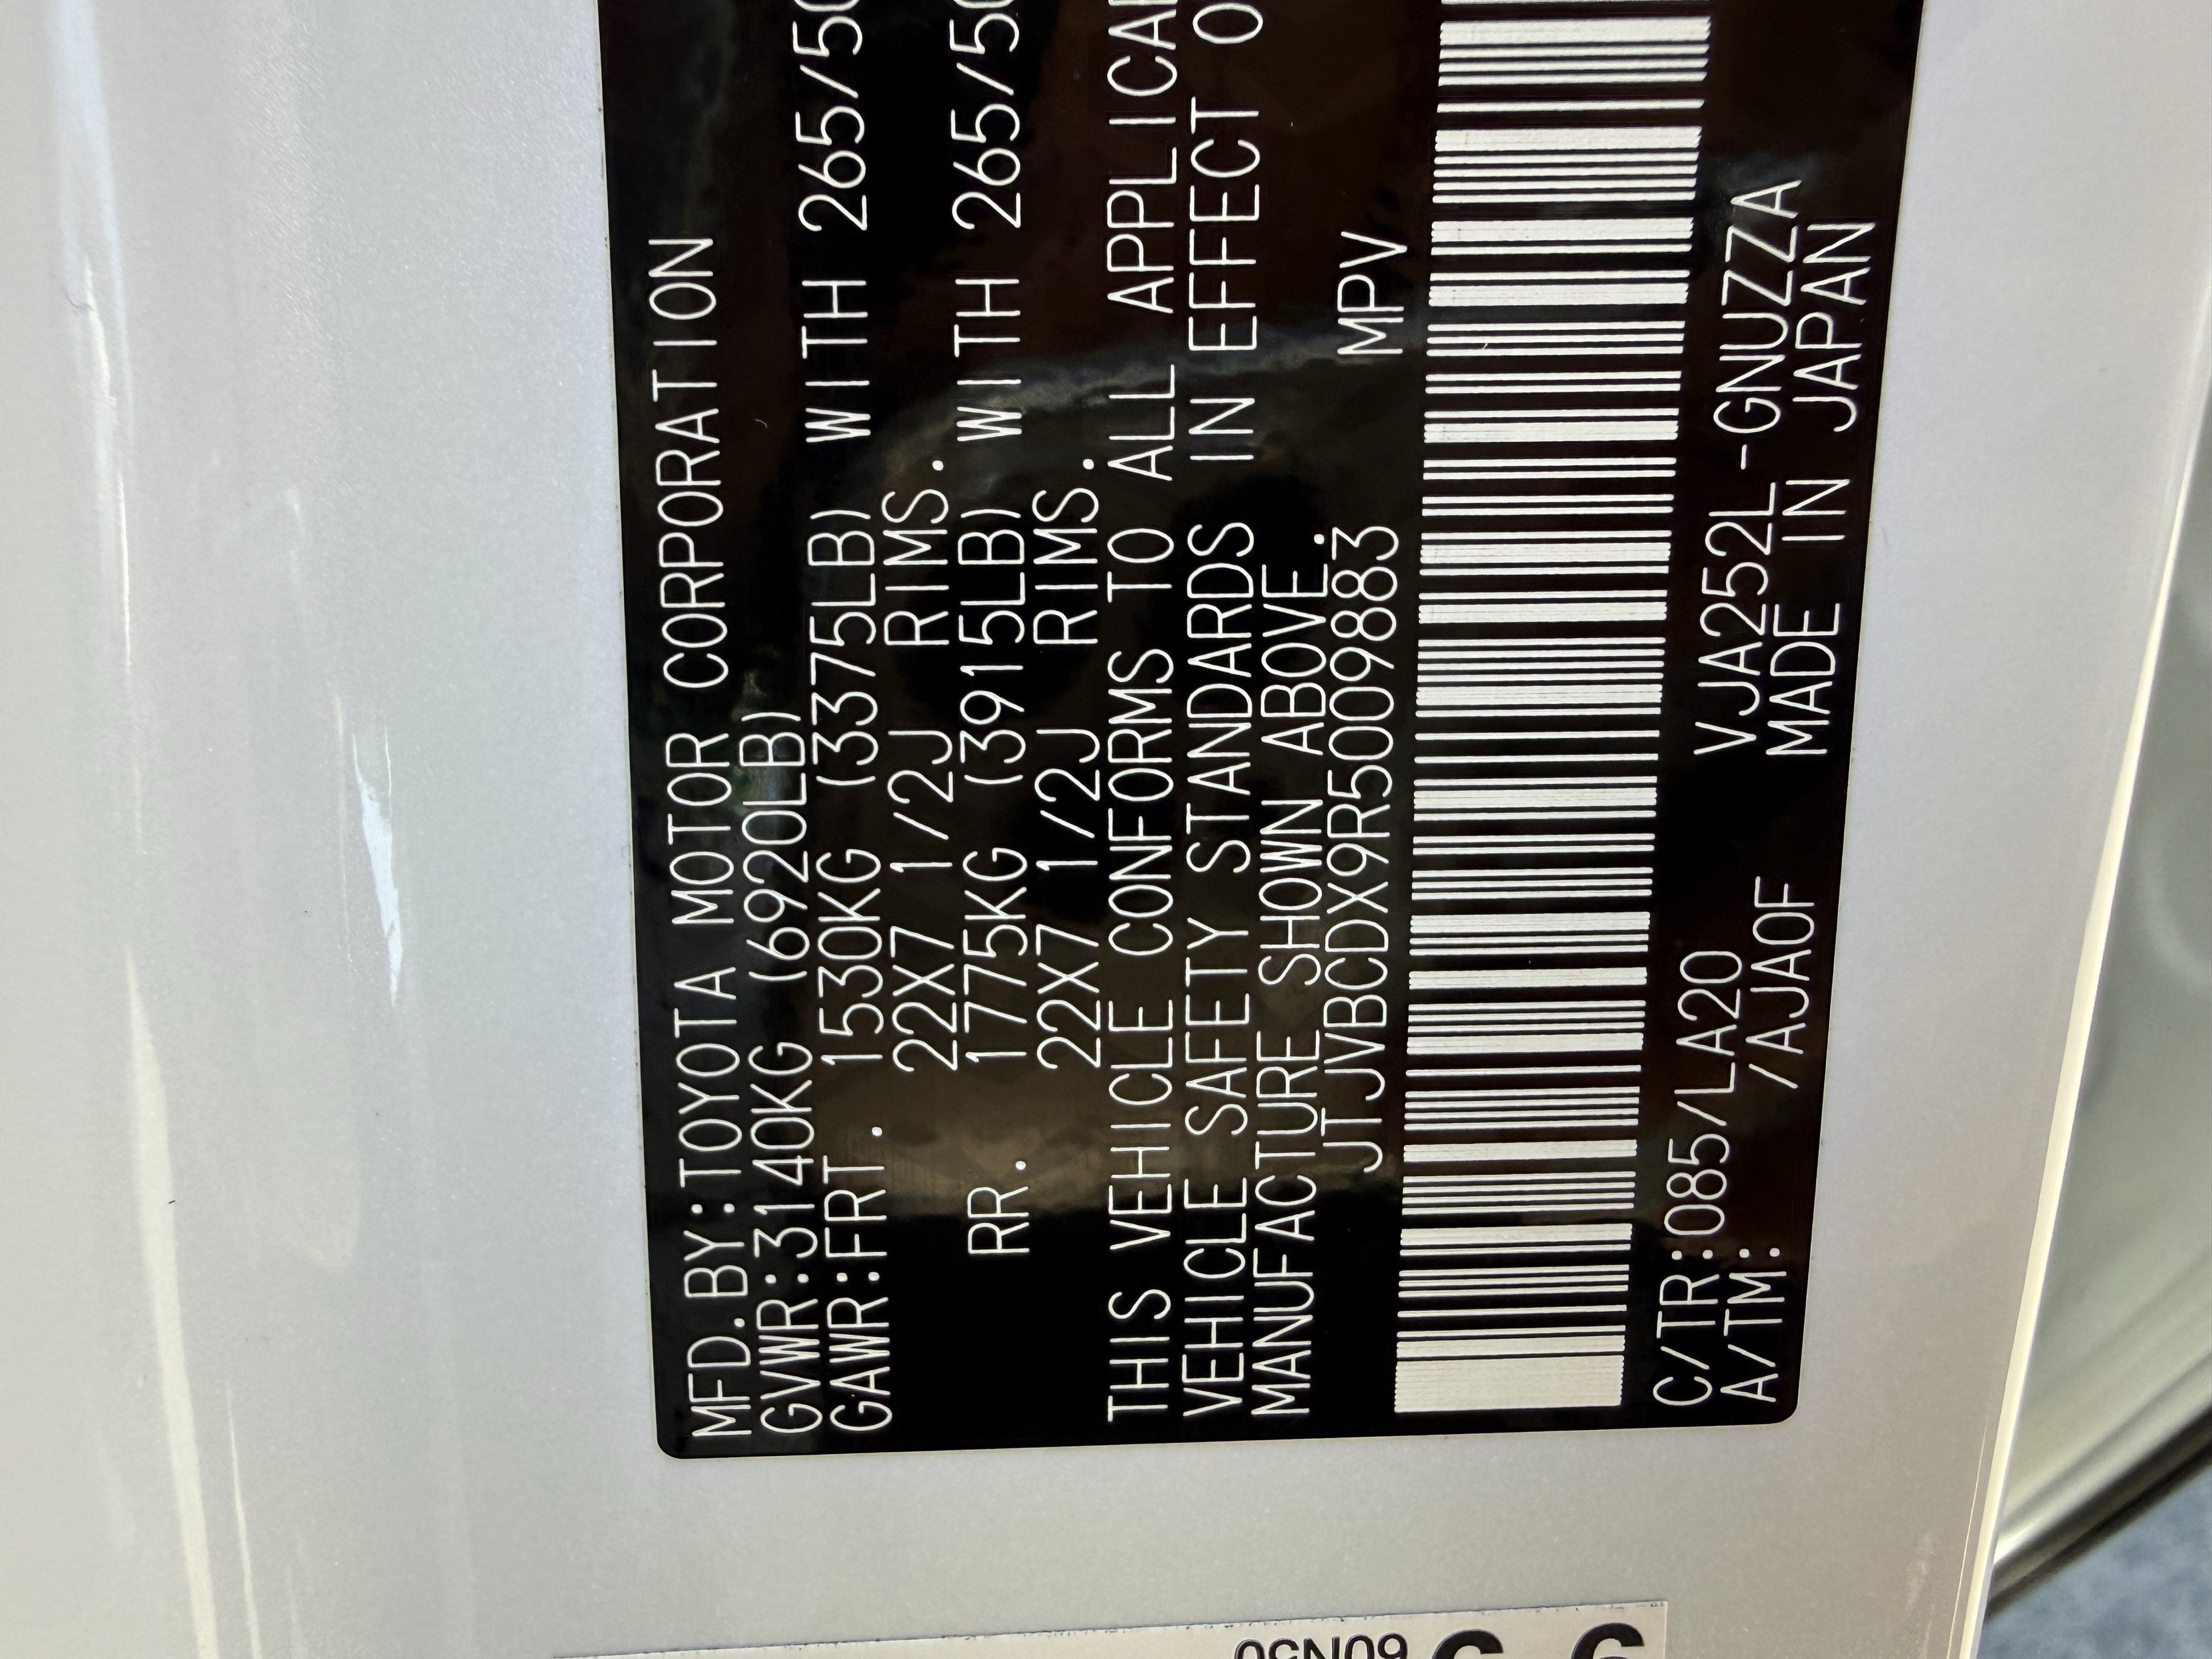 MFD.BY:TOYOTA MOTOR CORPORATION
GVWR:3140KG (6920LB)
GAWR:FRT. 1530KG (3375LB) WITH 265/50
22X7 1/2J RIMS.
RR. 1775KG (3915LB) WITH 265/50
22X7 1/2J RIMS.
THIS VEHICLE CONFORMS TO ALL
VEHICLE SAFETY STANDARDS IN EFFECT
MANUFACTURE SHOWN ABOVE.
JTJVBCDX9R5009883 MPV
C/TR:085/LA20 VJA252L-GNUZZA
A/TM: /AJA0F MADE IN JAPAN